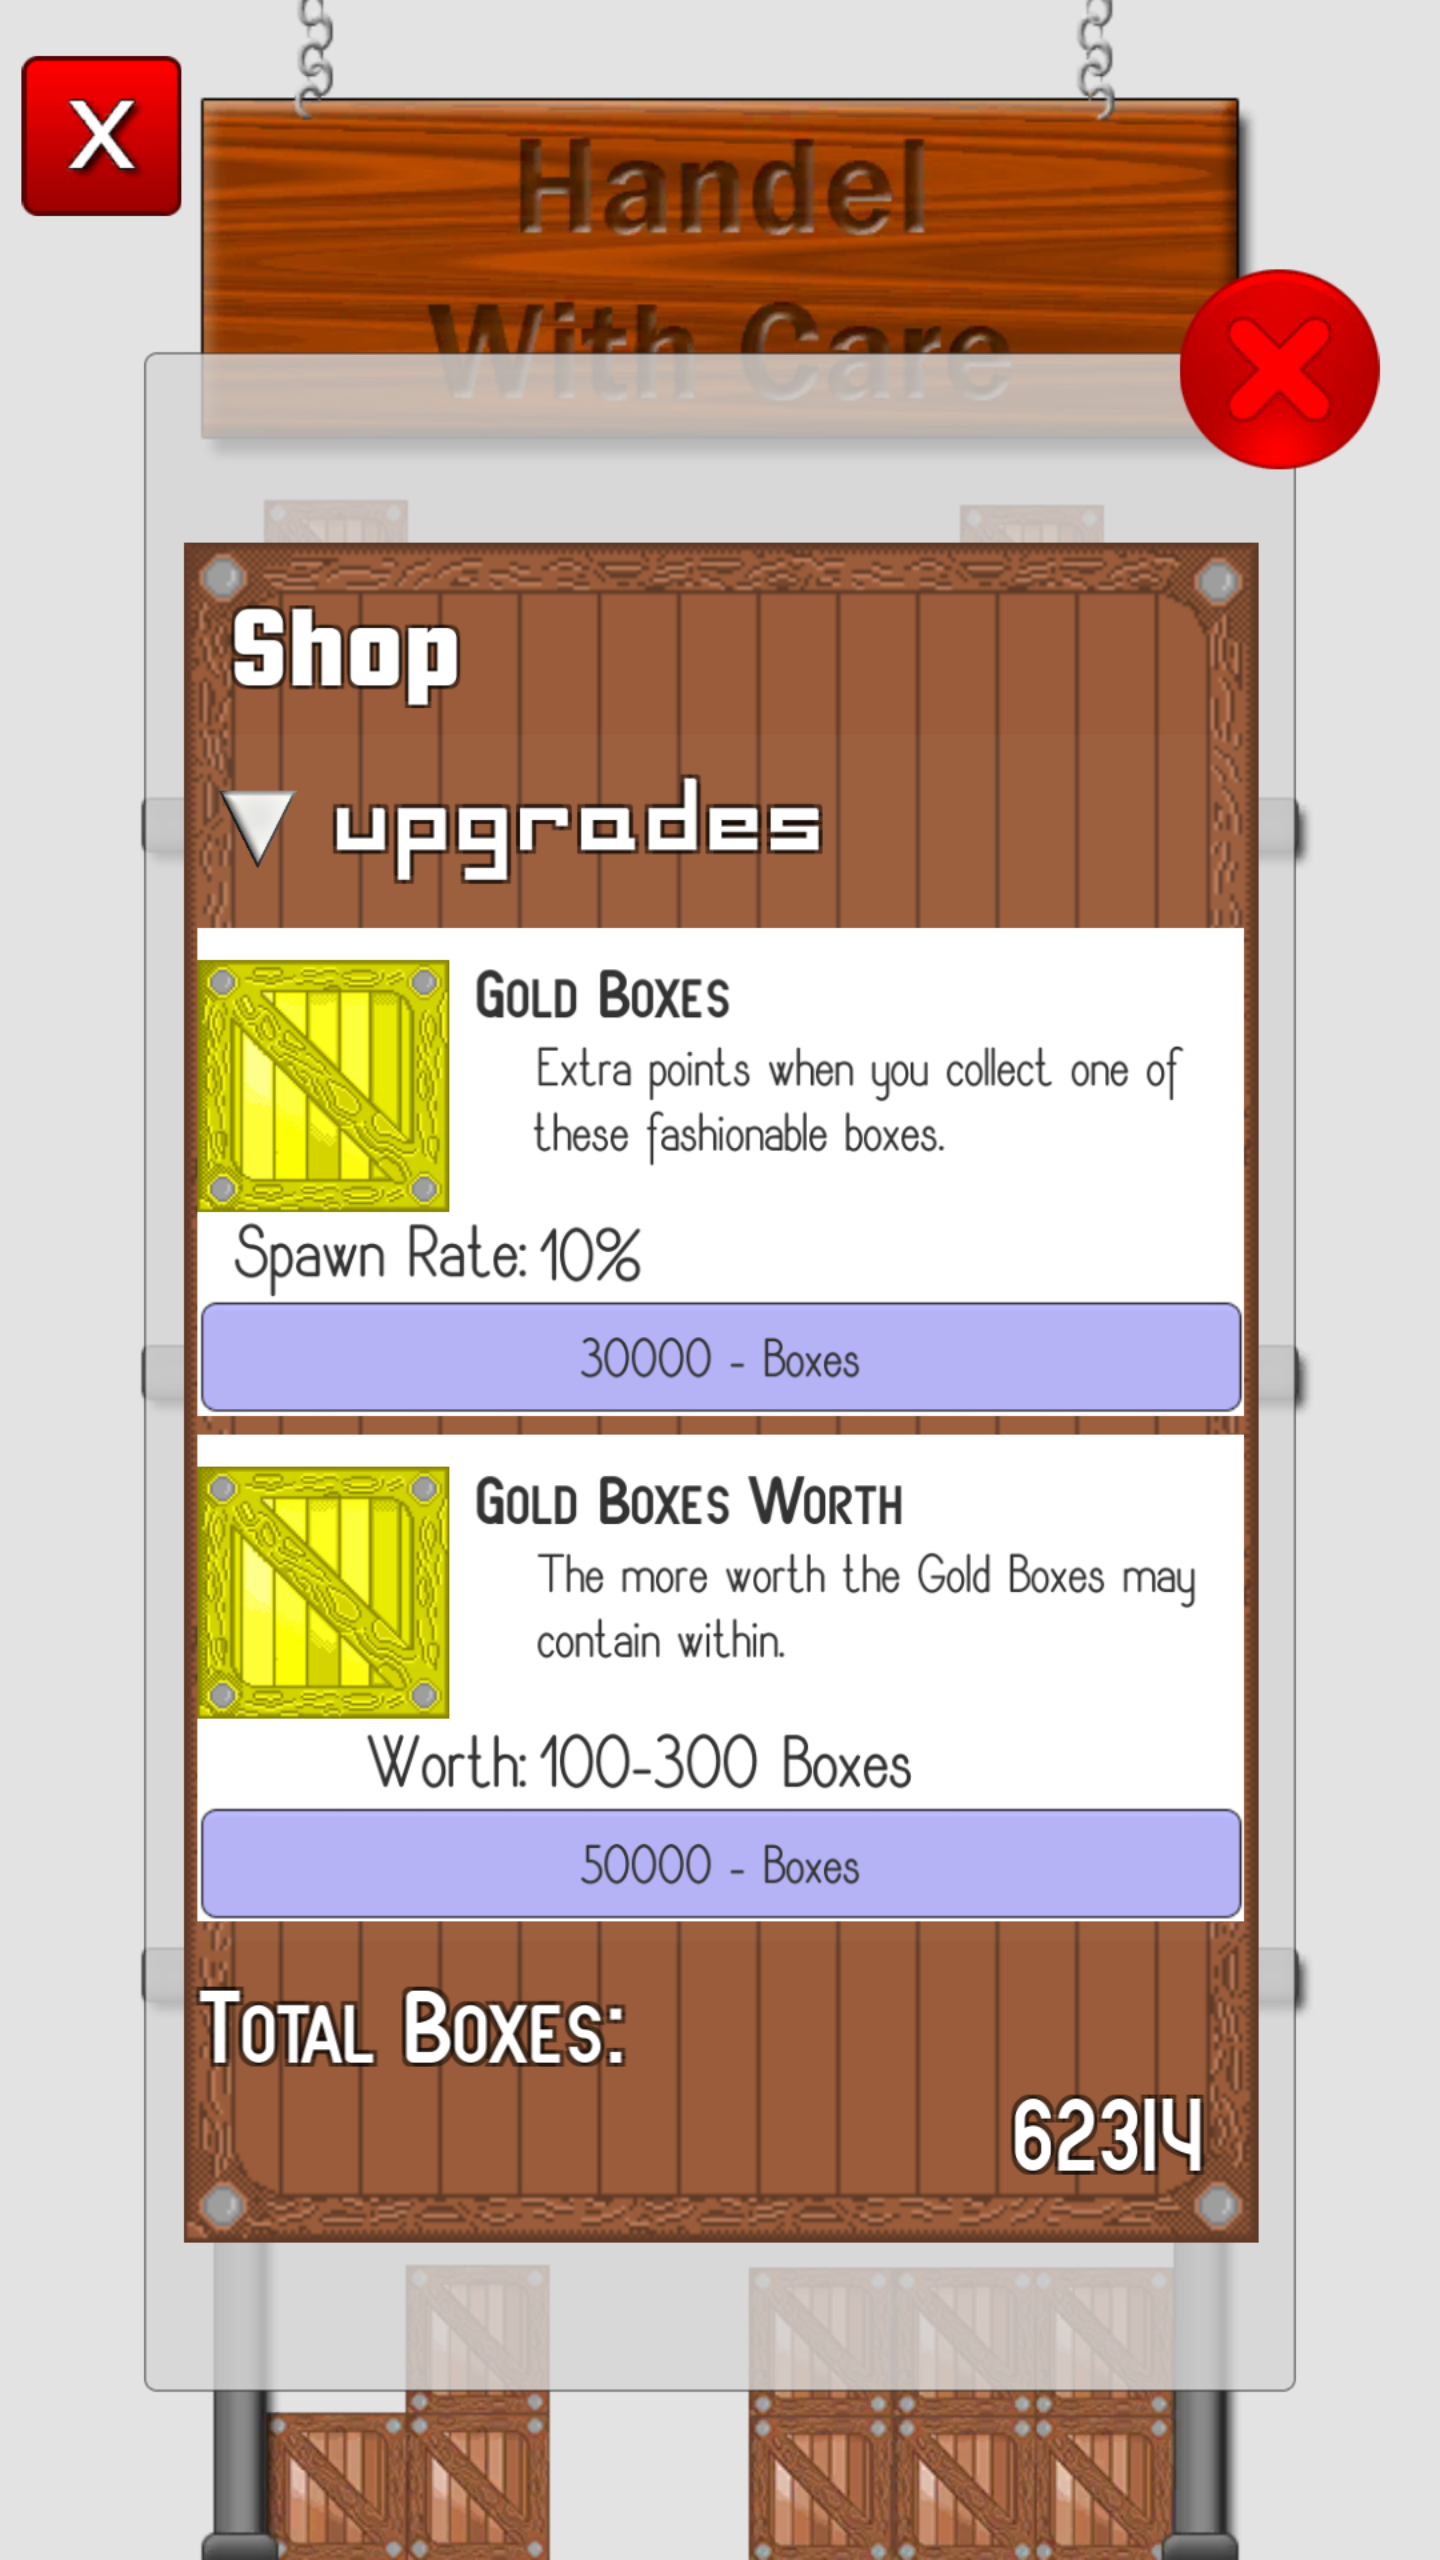 X
Handel
With Care
Shop
upgrades
Gold Boxes
Extra points when you collect one of
these fashionable boxes.
Spawn Rate: 10%
30000 - Boxes
Gold Boxes Worth
The more worth the Gold Boxes may
contain within.
Worth: 100-300 Boxes
50000 - Boxes
Total Boxes:
62314